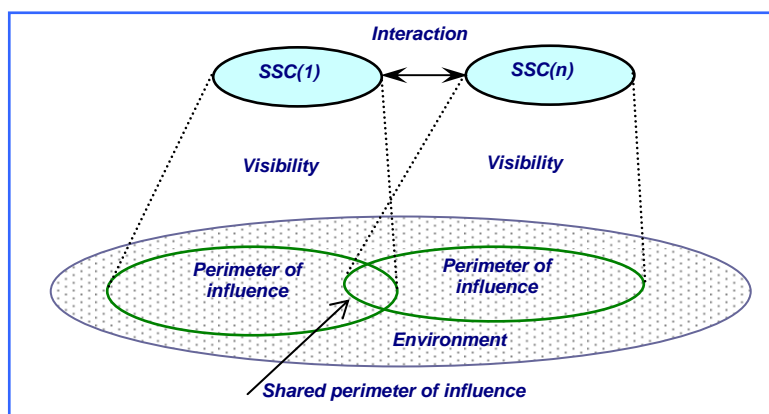 Interaction
SSC(1)
SSC(n)
Visibility
Visibility
Perimeter of
influence
Perimeter of
influence
Environment
Shared perimeter of influence